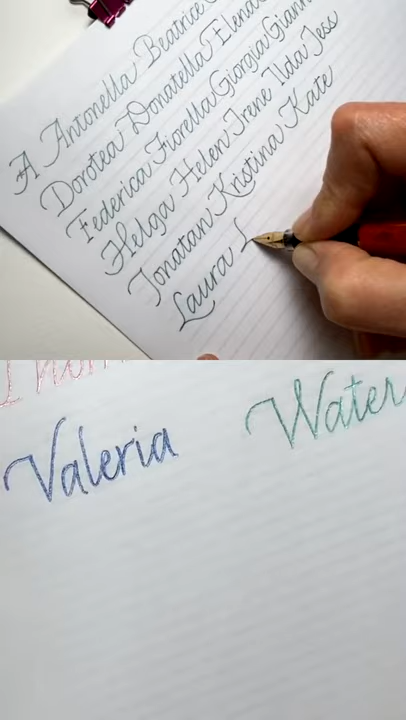 A Antonella Beatrice
Dorotea Donatella Elena
Federica Fiorella Giorgia Giann
Helga Helen Irene Ilda Jess
Jonatan Kristina Kate
Laura L
Valeria Water